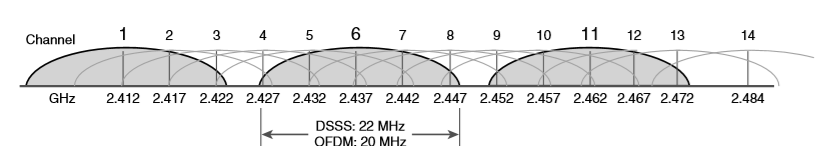 Channel 1 2 3 4 5 6 7 8 9 10 11 12 13 14
GHz 2.412 2.417 2.422 2.427 2.432 2.437 2.442 2.447 2.452 2.457 2.462 2.467 2.472 2.484
DSSS: 22 MHz
OFDM: 20 MHz